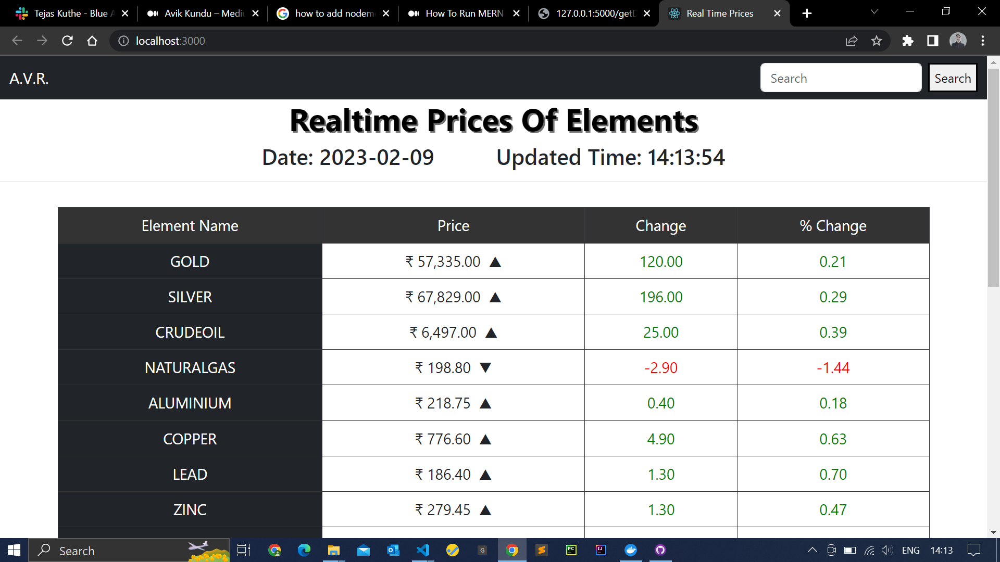 Tejas Kuthe - Blue A
Avik Kundu – Mediu
how to add nodem
How To Run MERN
127.0.0.1:5000/getD
Real Time Prices
localhost:3000
A.V.R.
Search
Search
Realtime Prices Of Elements
Date: 2023-02-09 Updated Time: 14:13:54
Element Name Price Change % Change
GOLD ₹ 57,335.00 ▲ 120.00 0.21
SILVER ₹ 67,829.00 ▲ 196.00 0.29
CRUDEOIL ₹ 6,497.00 ▲ 25.00 0.39
NATURALGAS ₹ 198.80 ▼ -2.90 -1.44
ALUMINIUM ₹ 218.75 ▲ 0.40 0.18
COPPER ₹ 776.60 ▲ 4.90 0.63
LEAD ₹ 186.40 ▲ 1.30 0.70
ZINC ₹ 279.45 ▲ 1.30 0.47
Search
G
PC
IJ
ENG
14:13